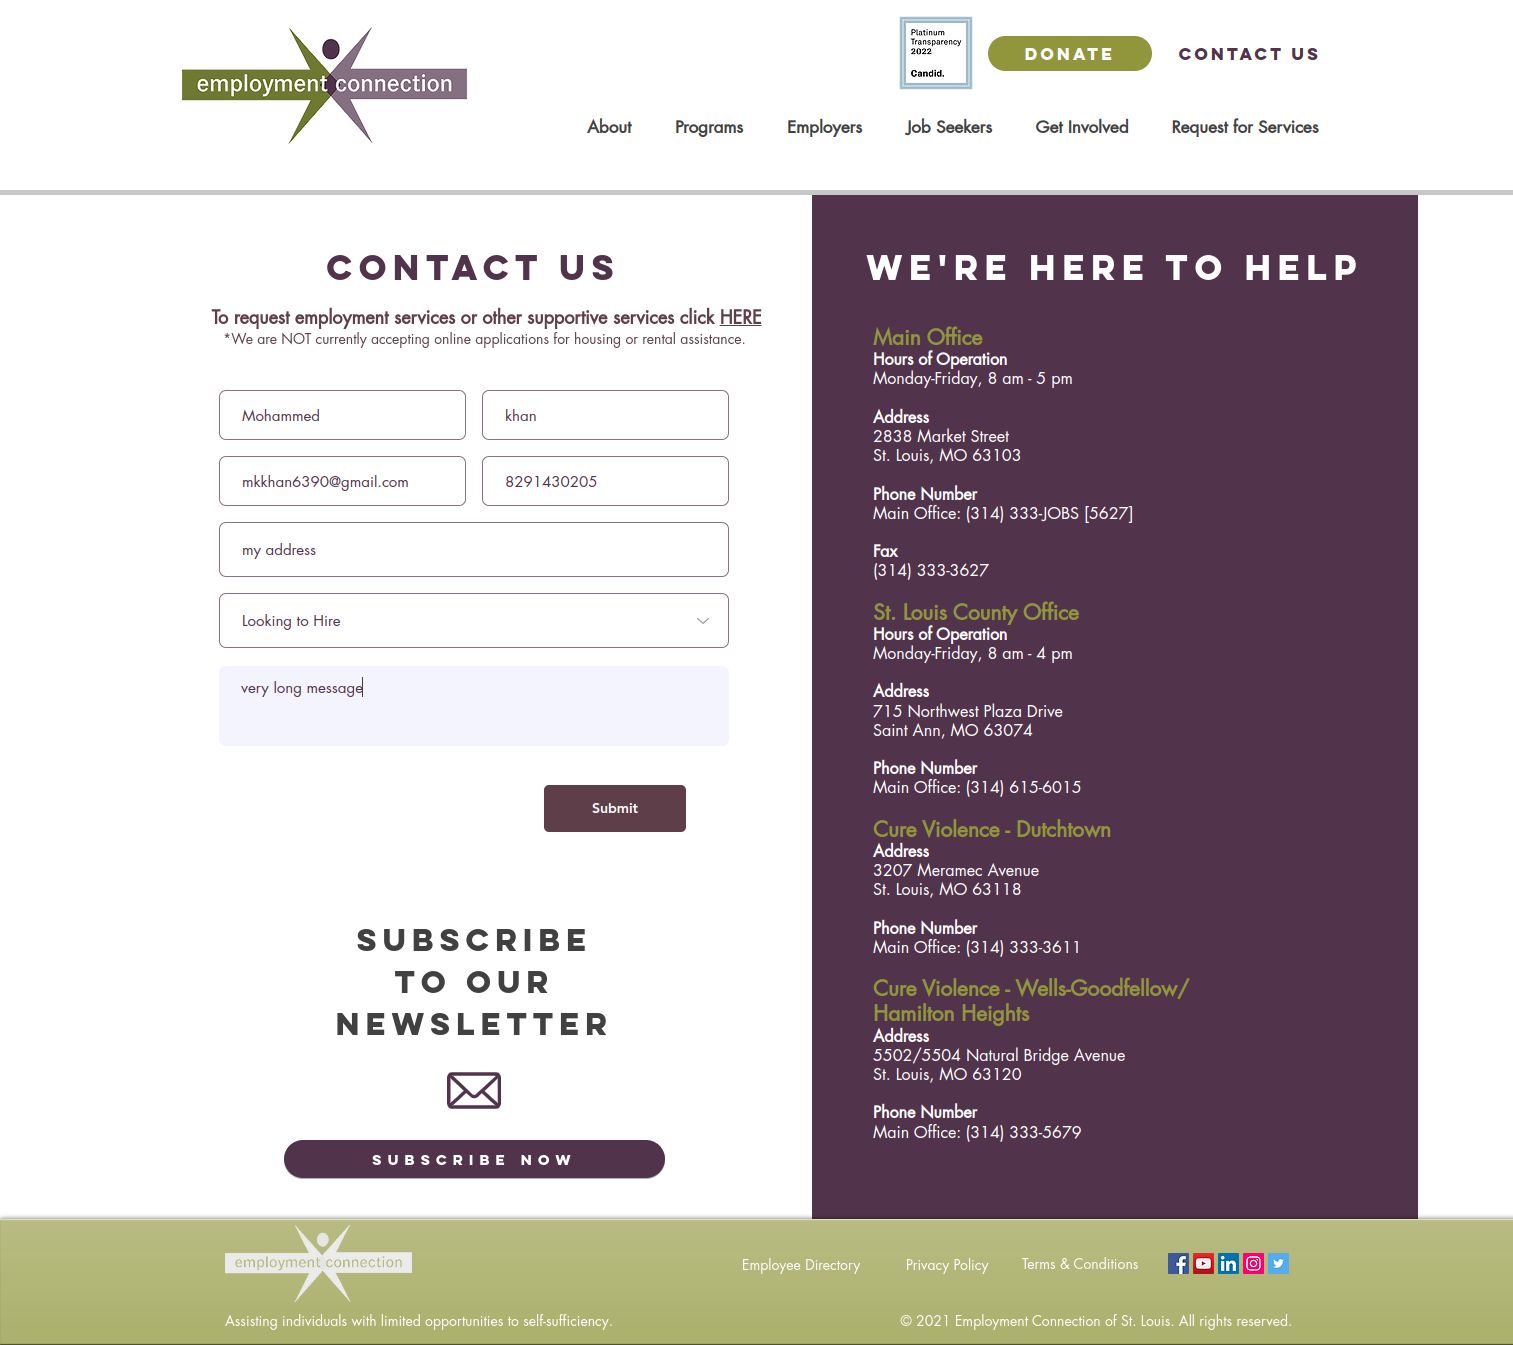 employment connection
Platinum
Transparency
2022
Candid.
DONATE
CONTACT US
About
Programs
Employers
Job Seekers
Get Involved
Request for Services
CONTACT US
To request employment services or other supportive services click HERE
*We are NOT currently accepting online applications for housing or rental assistance.
Mohammed
khan
mkkhan6390@gmail.com
8291430205
my address
Looking to Hire
very long message
Submit
SUBSCRIBE
TO OUR
NEWSLETTER
SUBSCRIBE NOW
WE'RE HERE TO HELP
Main Office
Hours of Operation
Monday-Friday, 8 am - 5 pm
Address
2838 Market Street
St. Louis, MO 63103
Phone Number
Main Office: (314) 333-JOBS [5627]
Fax
(314) 333-3627
St. Louis County Office
Hours of Operation
Monday-Friday, 8 am - 4 pm
Address
715 Northwest Plaza Drive
Saint Ann, MO 63074
Phone Number
Main Office: (314) 615-6015
Cure Violence - Dutchtown
Address
3207 Meramec Avenue
St. Louis, MO 63118
Phone Number
Main Office: (314) 333-3611
Cure Violence - Wells-Goodfellow/
Hamilton Heights
Address
5502/5504 Natural Bridge Avenue
St. Louis, MO 63120
Phone Number
Main Office: (314) 333-5679
employment connection
Employee Directory
Privacy Policy
Terms & Conditions
Assisting individuals with limited opportunities to self-sufficiency.
© 2021 Employment Connection of St. Louis. All rights reserved.